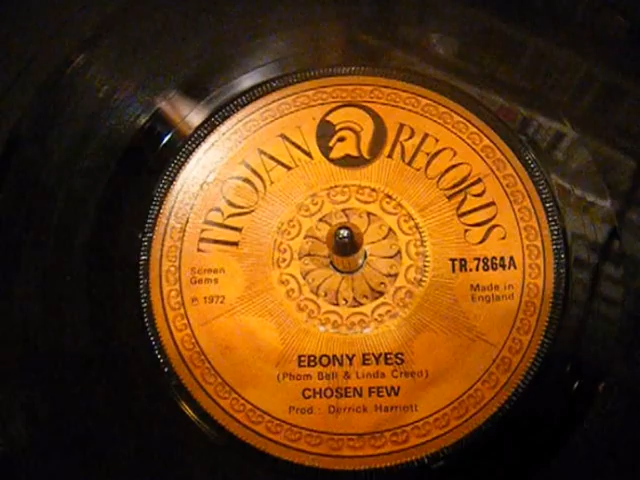 TROJAN RECORDS
TR.7864A
Screen
Gems
Made in
England
℗ 1972
EBONY EYES
(Phom Bell & Linda Creed)
CHOSEN FEW
Prod.: Derrick Harriott